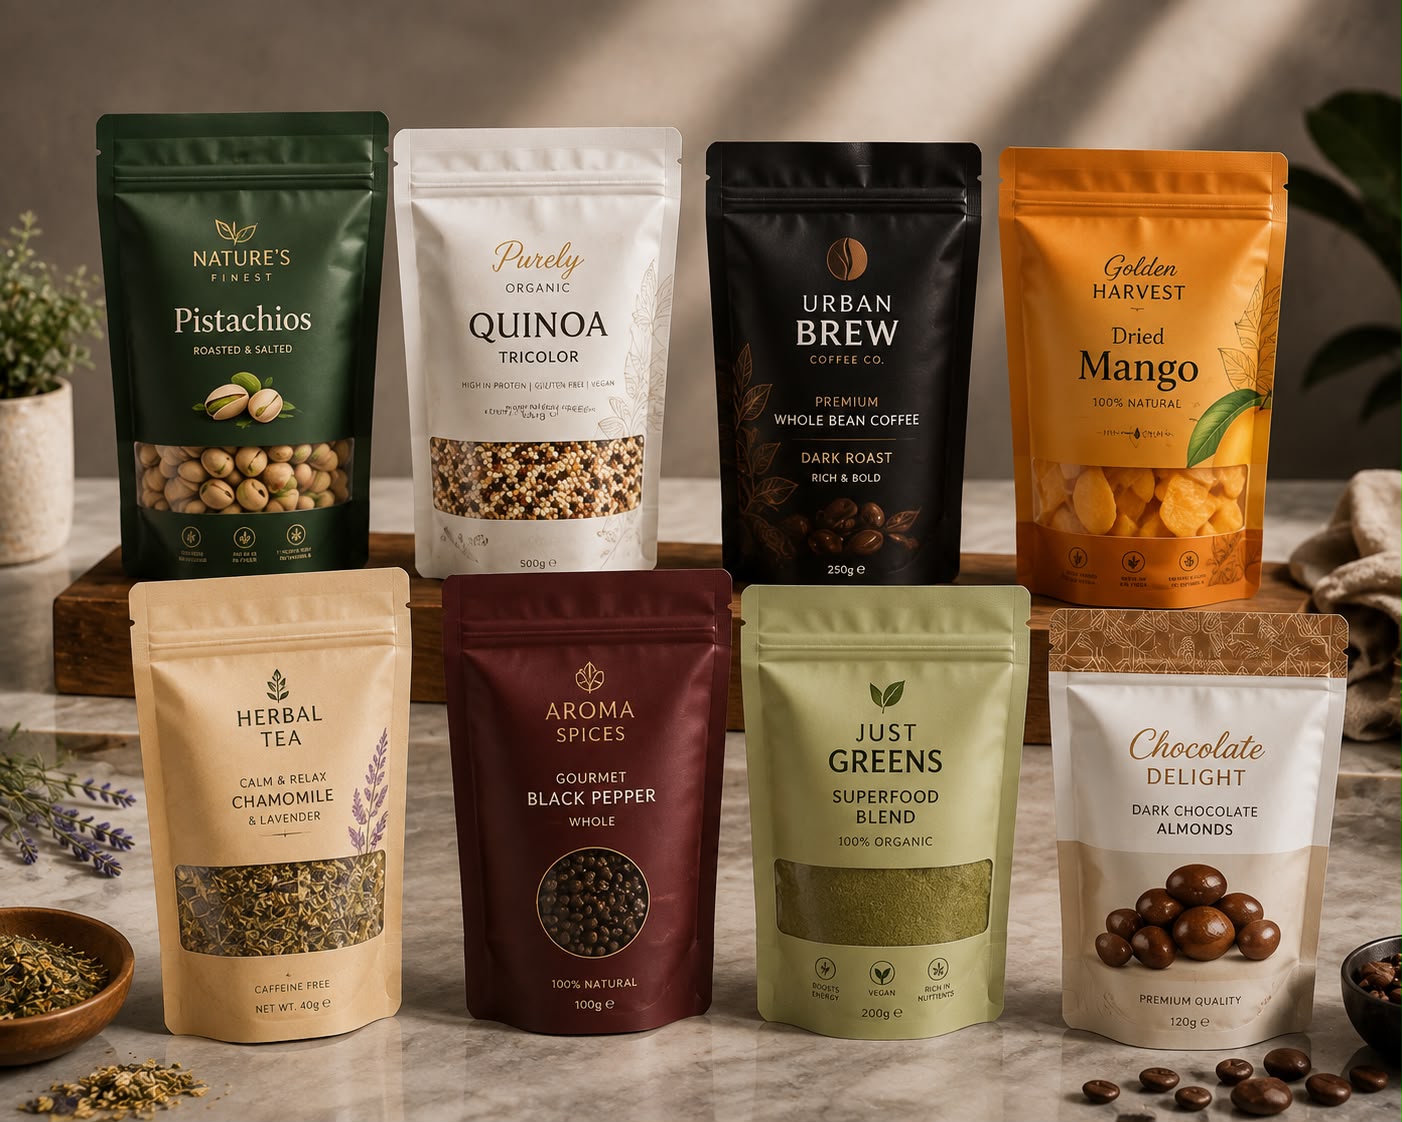 NATURE'S
FINEST
Pistachios
ROASTED & SALTED
Purely
ORGANIC
QUINOA
TRICOLOR
HIGH IN PROTEIN | GLUTEN FREE | VEGAN
500g ℮
URBAN
BREW
COFFEE CO.
PREMIUM
WHOLE BEAN COFFEE
DARK ROAST
RICH & BOLD
250g ℮
Golden
HARVEST
Dried
Mango
100% NATURAL
HERBAL
TEA
CALM & RELAX
CHAMOMILE
& LAVENDER
CAFFEINE FREE
NET WT. 40g ℮
AROMA
SPICES
GOURMET
BLACK PEPPER
WHOLE
100% NATURAL
100g ℮
JUST
GREENS
SUPERFOOD
BLEND
100% ORGANIC
BOOSTS
ENERGY
VEGAN
RICH IN
NUTRIENTS
200g ℮
Chocolate
DELIGHT
DARK CHOCOLATE
ALMONDS
PREMIUM QUALITY
120g ℮